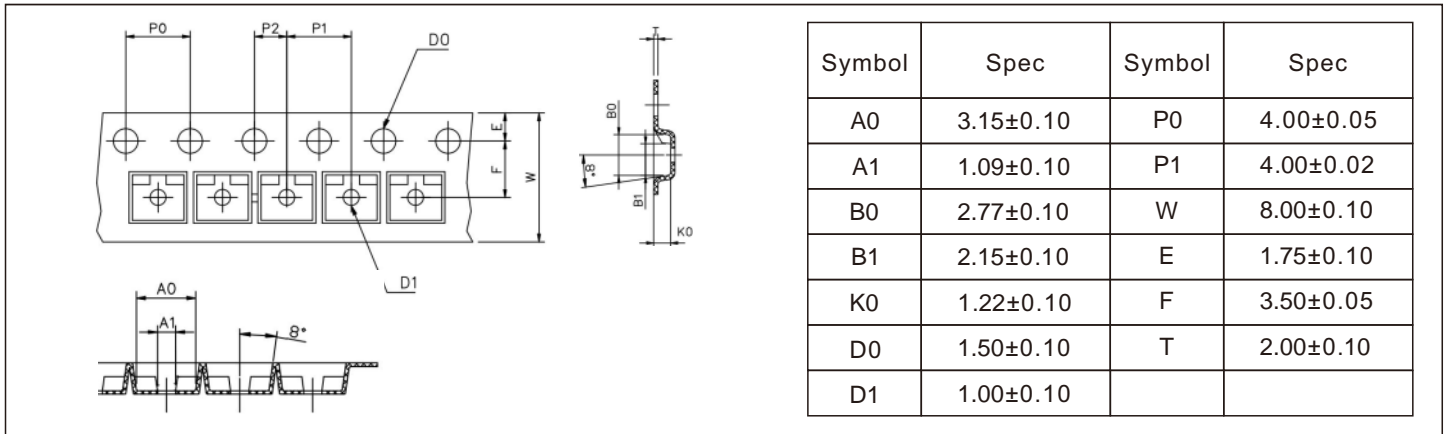 P0 P2 P1
D0
E
F
W
D1
T
B0
8°
B1
K0
A0
A1
8°
Symbol Spec Symbol Spec
A0 3.15±0.10 P0 4.00±0.05
A1 1.09±0.10 P1 4.00±0.02
B0 2.77±0.10 W 8.00±0.10
B1 2.15±0.10 E 1.75±0.10
K0 1.22±0.10 F 3.50±0.05
D0 1.50±0.10 T 2.00±0.10
D1 1.00±0.10